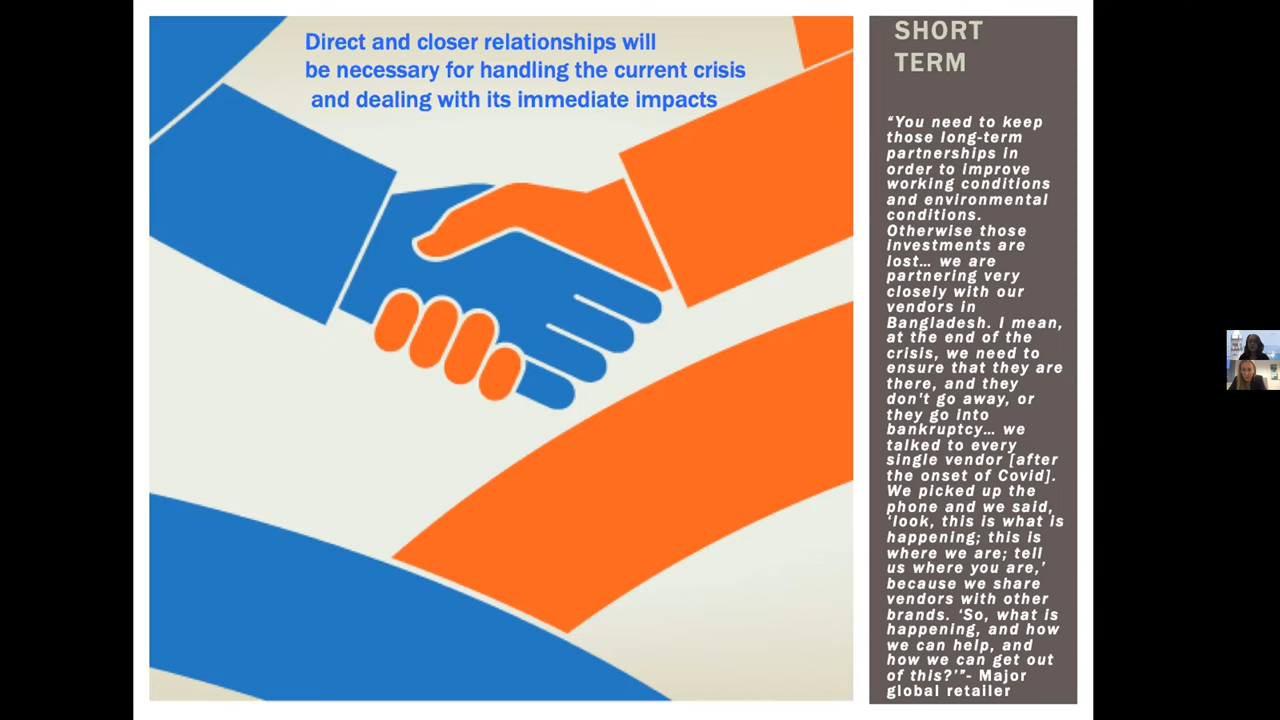 Direct and closer relationships will
be necessary for handling the current crisis
and dealing with its immediate impacts
SHORT
TERM
“You need to keep
those long-term
partnerships in
order to improve
working conditions
and environmental
conditions.
Otherwise those
investments are
lost… we are
partnering very
closely with our
vendors in
Bangladesh. I mean,
at the end of the
crisis, we need to
ensure that they are
there, and they
don't go away, or
they go into
bankruptcy… we
talked to every
single vendor [after
the onset of Covid].
We picked up the
phone and we said,
‘look, this is what is
happening; this is
where we are; tell
us where you are,’
because we share
vendors with other
brands. ‘So, what is
happening, and how
we can help, and
how we can get out
of this?’”- Major
global retailer